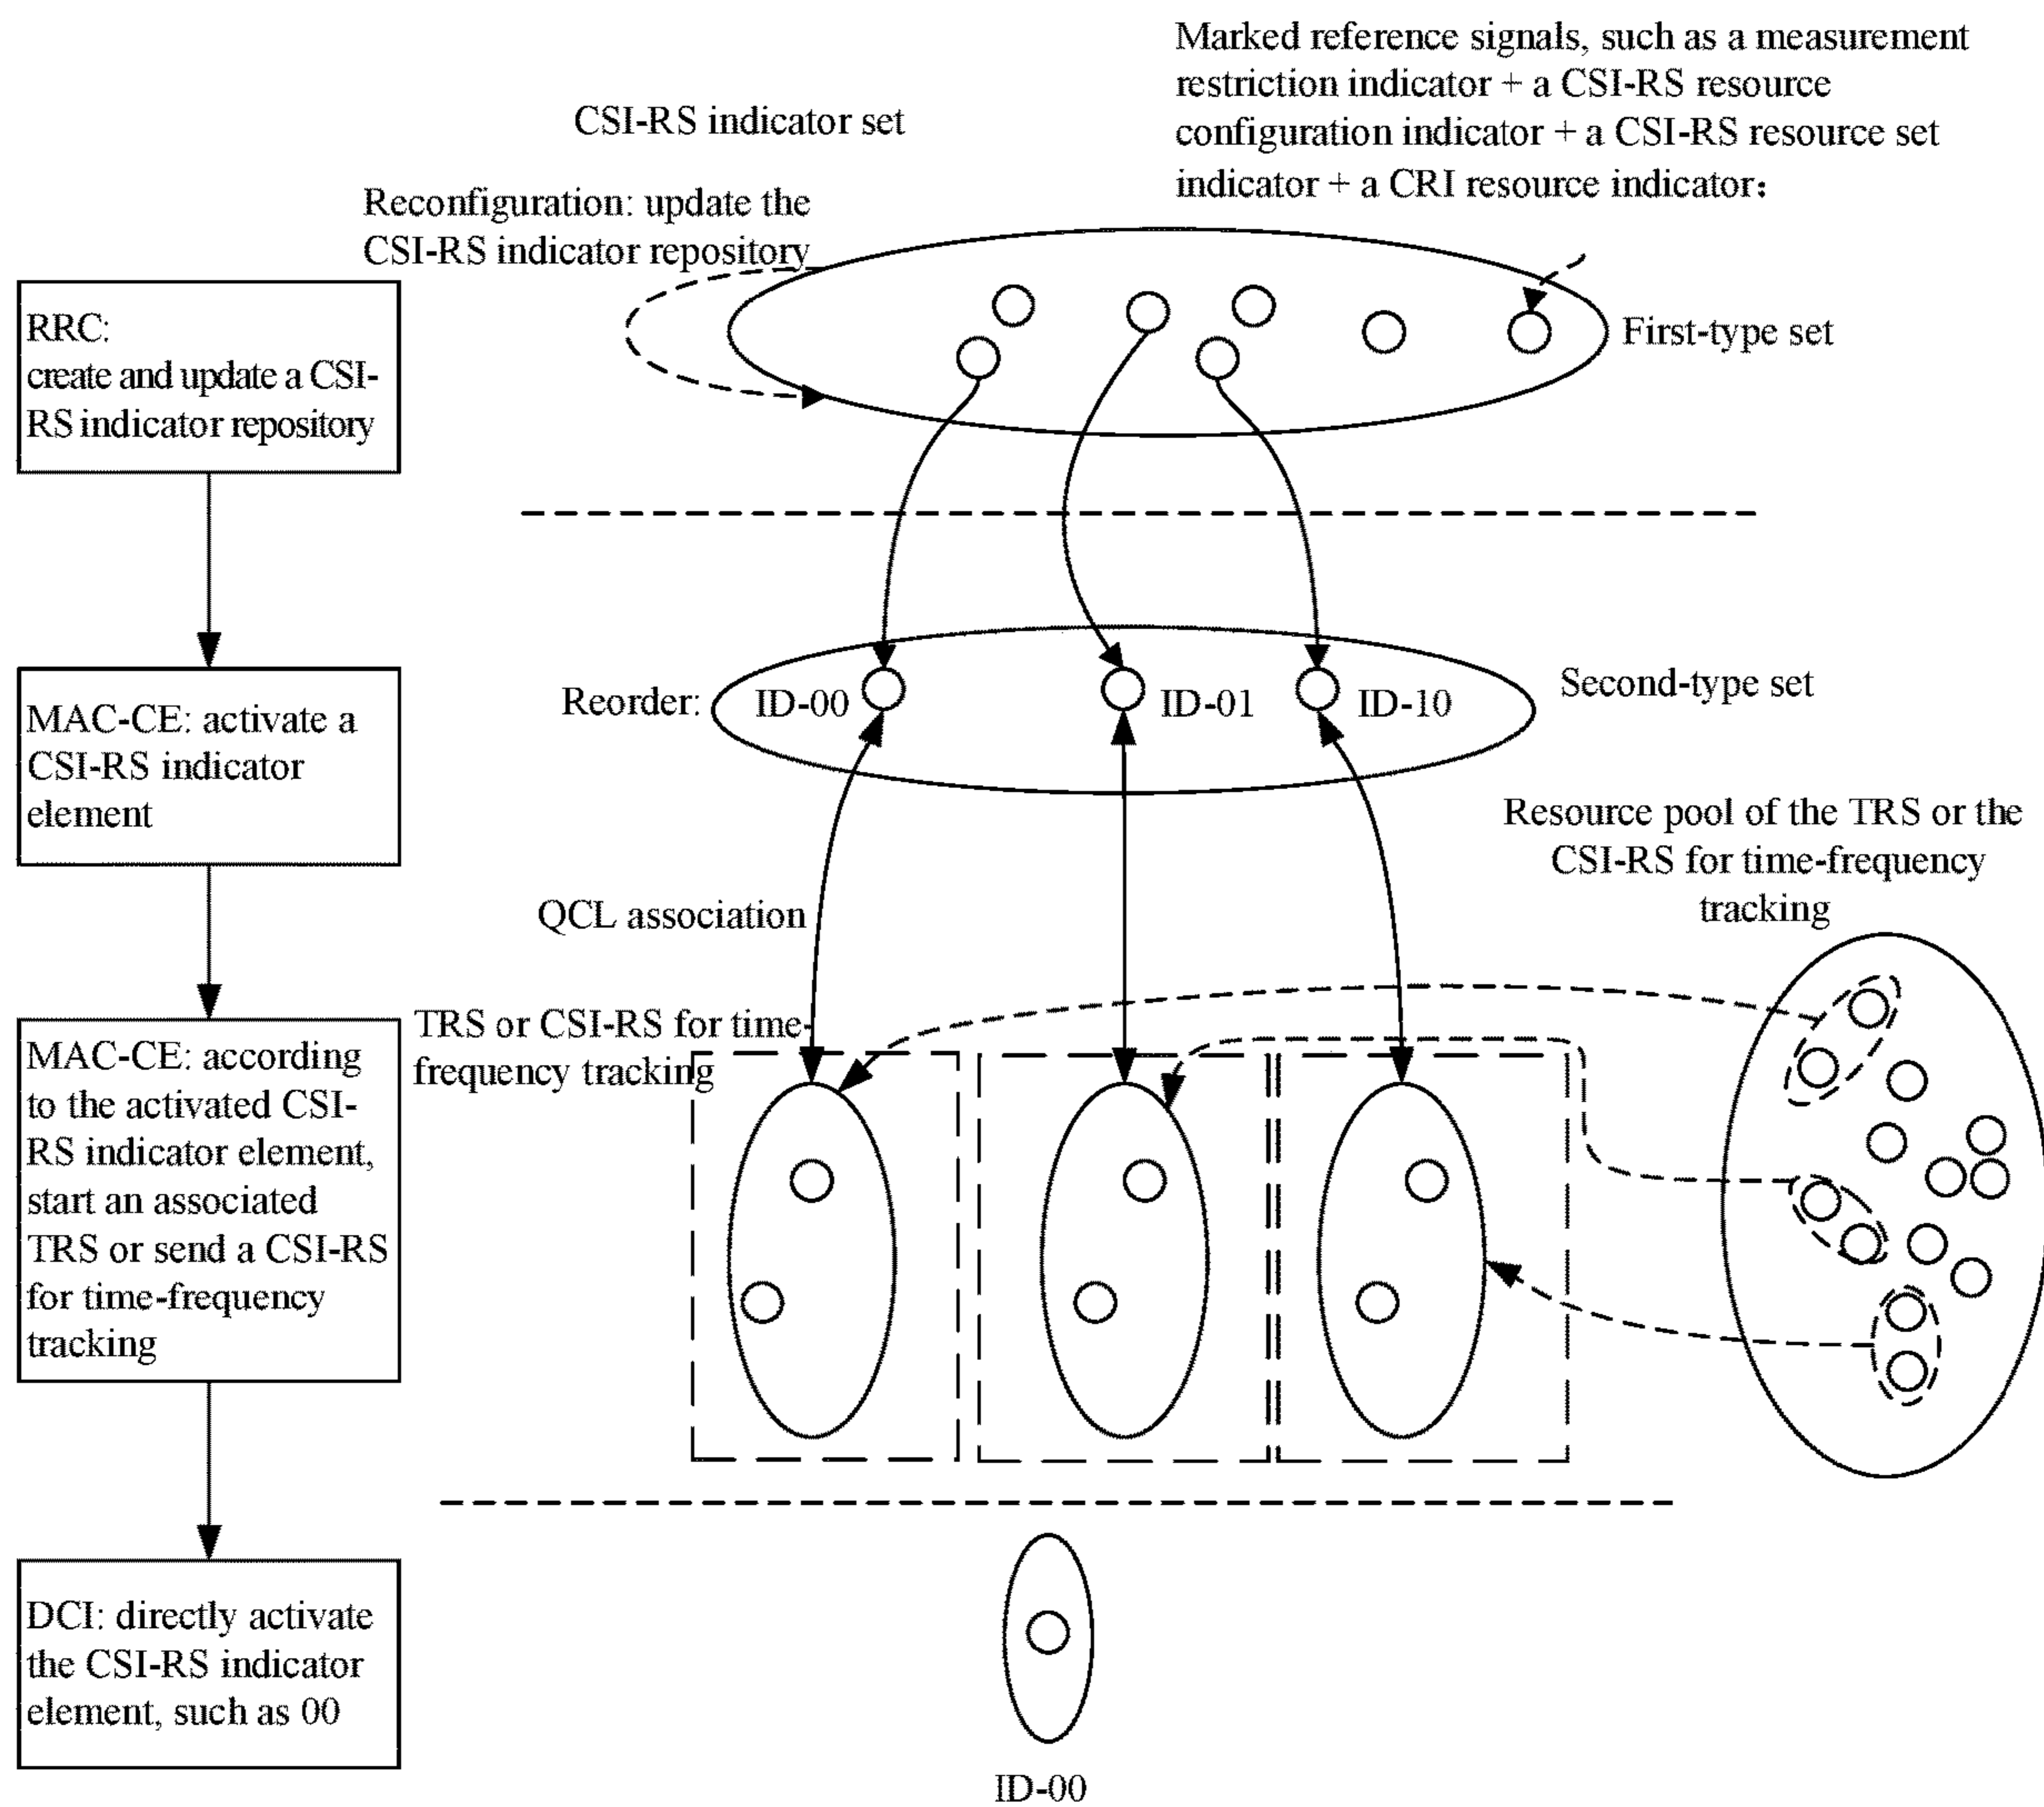 Marked reference signals, such as a measurement
restriction indicator + a CSI-RS resource
configuration indicator + a CSI-RS resource set
indicator + a CRI resource indicator:
CSI-RS indicator set
Reconfiguration: update the
CSI-RS indicator repository
First-type set
RRC:
create and update a CSI-
RS indicator repository
Reorder:
ID-00
ID-01
ID-10
Second-type set
MAC-CE: activate a
CSI-RS indicator
element
Resource pool of the TRS or the
CSI-RS for time-frequency
tracking
QCL association
TRS or CSI-RS for time-
frequency tracking
MAC-CE: according
to the activated CSI-
RS indicator element,
start an associated
TRS or send a CSI-RS
for time-frequency
tracking
DCI: directly activate
the CSI-RS indicator
element, such as 00
ID-00